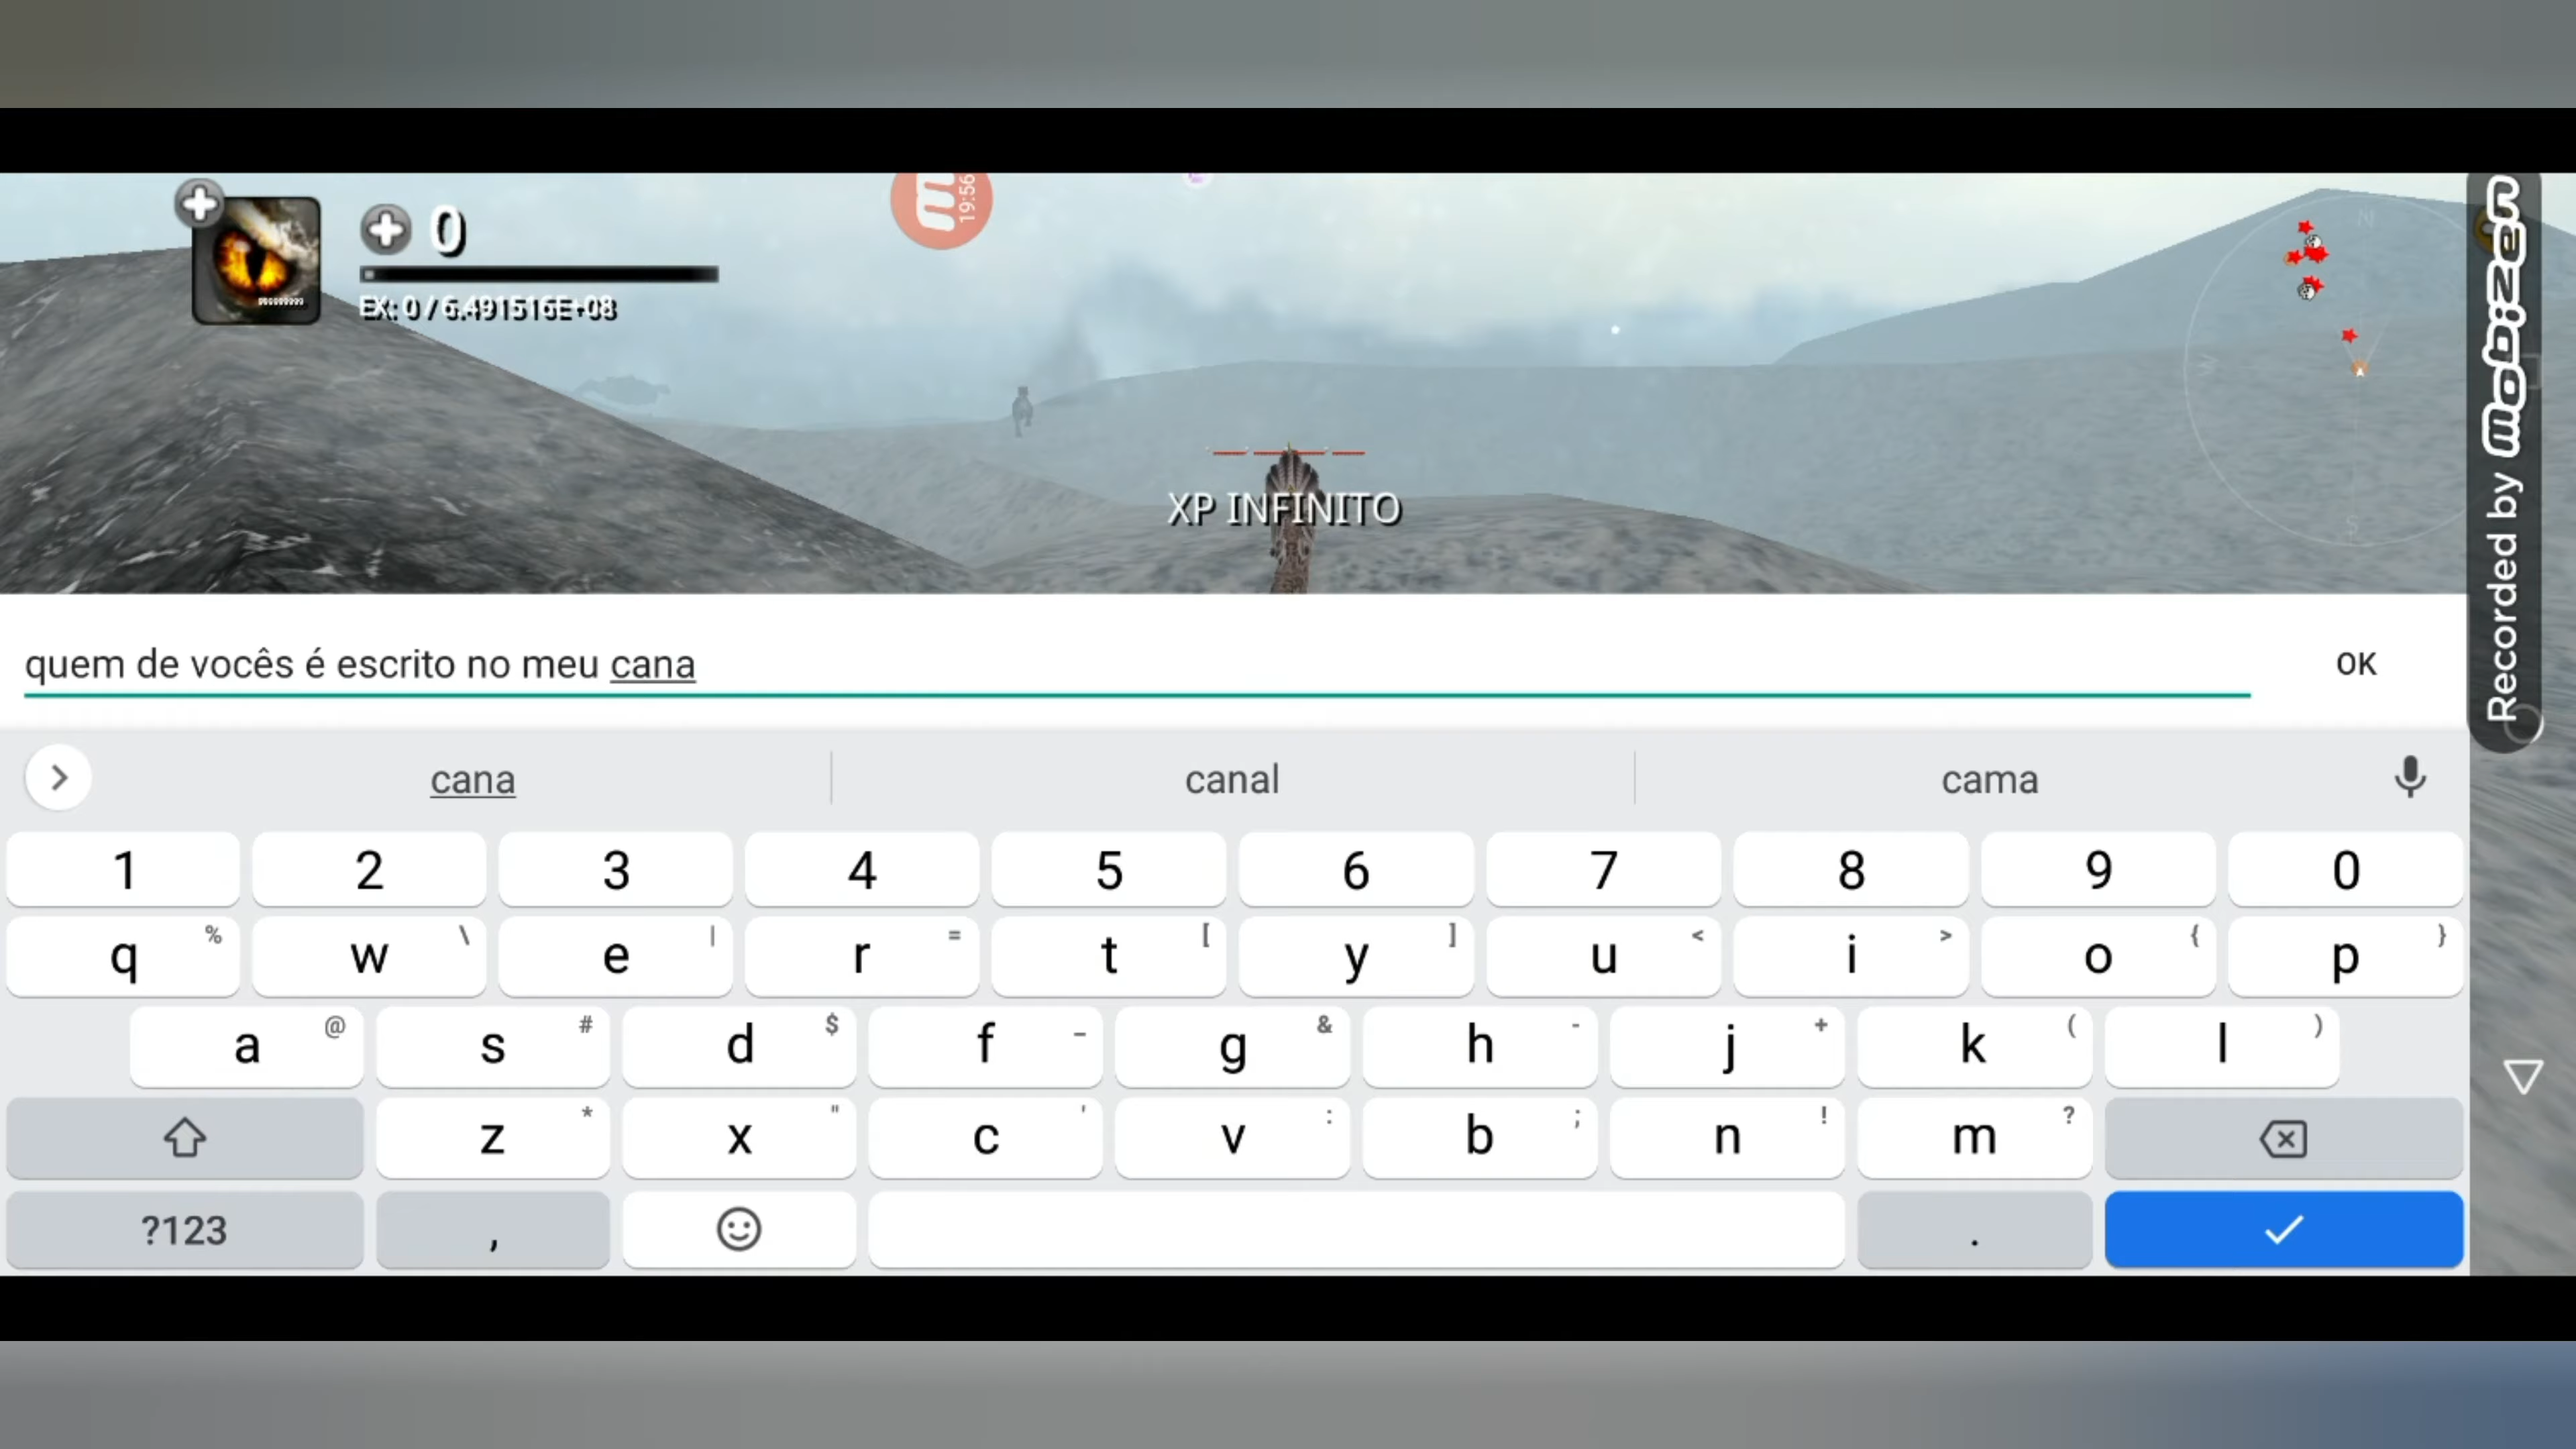 0
19:56
EX: 0 / 6.491516E+08
N
S
XP INFINITO
Recorded by mobizen
quem de vocês é escrito no meu cana
OK
cana canal cama
1 2 3 4 5 6 7 8 9 0
q % w \ e | r = t [ y ] u < i > o { p }
a @ s # d $ f _ g & h - j + k ( l )
z * x " c ' v : b ; n ! m ?
?123 , .